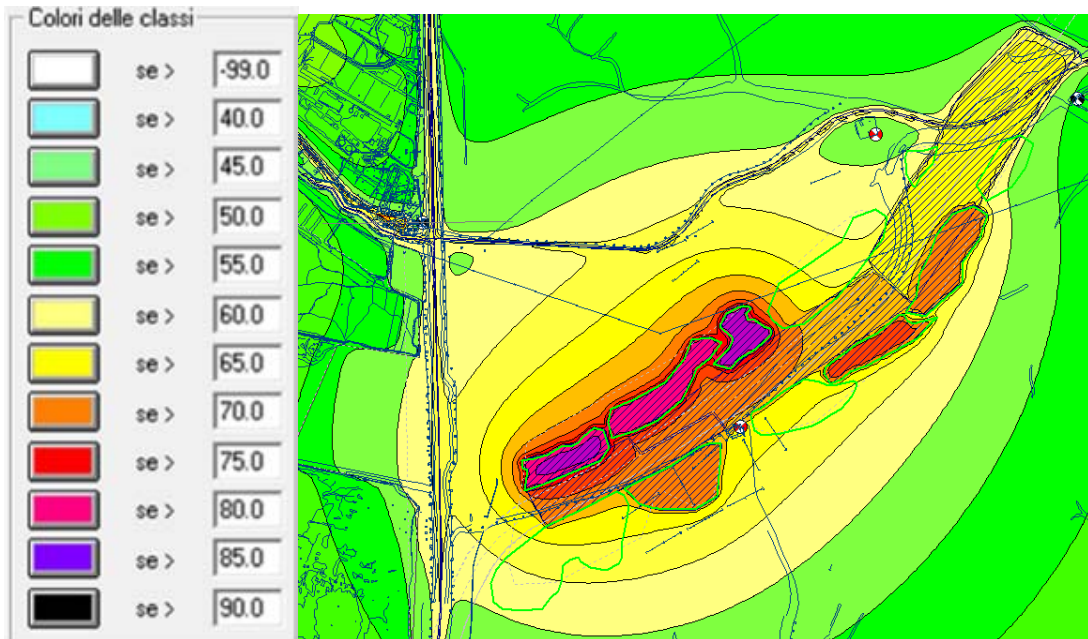 Colori delle classi
se > -99.0
se > 40.0
se > 45.0
se > 50.0
se > 55.0
se > 60.0
se > 65.0
se > 70.0
se > 75.0
se > 80.0
se > 85.0
se > 90.0